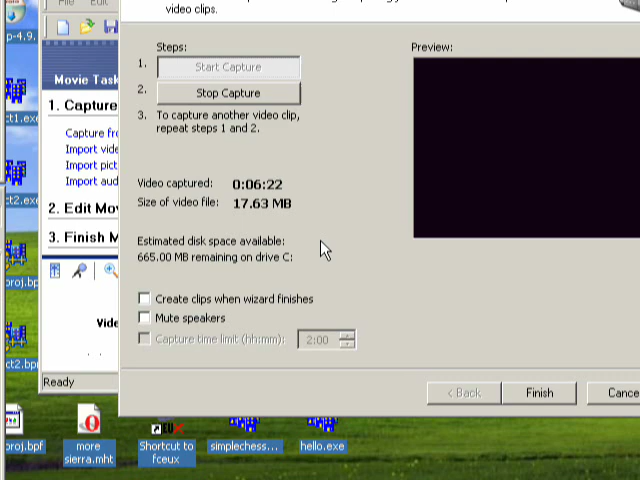 File Edit
video clips.
Steps:
Preview:
1. Start Capture
2. Stop Capture
3. To capture another video clip,
repeat steps 1 and 2.
Video captured: 0:06:22
Size of video file: 17.63 MB
Estimated disk space available:
665.00 MB remaining on drive C:
Create clips when wizard finishes
Mute speakers
Capture time limit (hh:mm): 2:00
< Back Finish Cance
p-4.9.
Movie Task
1. Capture
ct1.exe
Capture fro
Import vide
Import pict
Import aud
ct2.exe
2. Edit Mov
3. Finish M
proj.bp
Vide
ct2.bp
Ready
proj.bpf
more
sierra.mht
Shortcut to
fceux
simplechess...
hello.exe